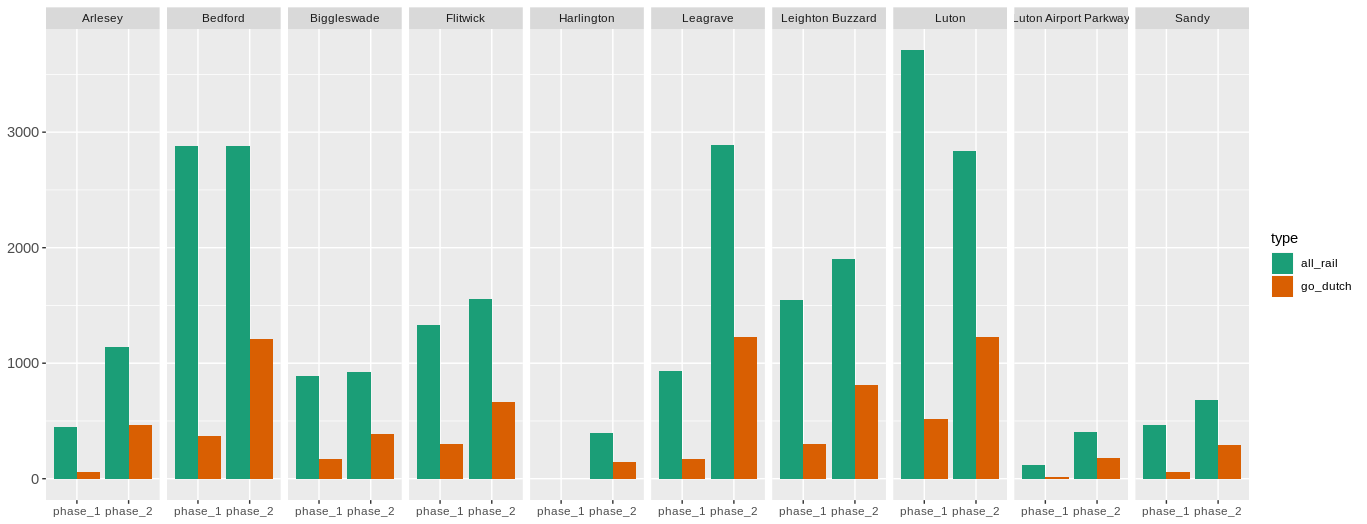 Arlesey Bedford Biggleswade Flitwick Harlington Leagrave Leighton Buzzard Luton Luton Airport Parkway Sandy
3000
2000
1000
0
phase_1 phase_2 phase_1 phase_2 phase_1 phase_2 phase_1 phase_2 phase_1 phase_2 phase_1 phase_2 phase_1 phase_2 phase_1 phase_2 phase_1 phase_2 phase_1 phase_2
type
all_rail
go_dutch